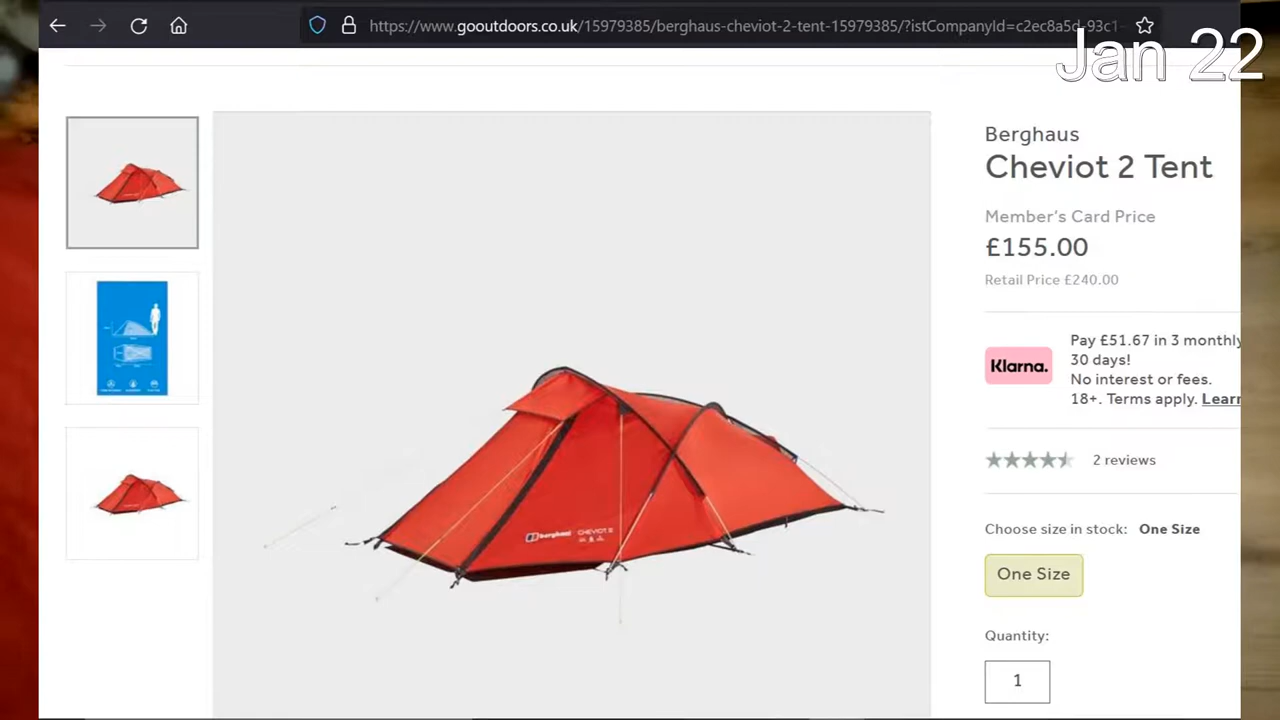 https://www.gooutdoors.co.uk/15979385/berghaus-cheviot-2-tent-15979385/?istCompanyId=c2ec8a5d-93c1-
Jan 22
Berghaus
Cheviot 2 Tent
Member's Card Price
£155.00
Retail Price £240.00
Klarna.
Pay £51.67 in 3 monthly
30 days!
No interest or fees.
18+. Terms apply. Learn
2 reviews
Choose size in stock: One Size
One Size
Quantity:
1
berghaus CHEVIOT 2